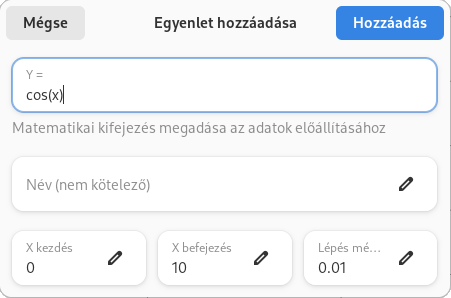 Mégse Egyenlet hozzáadása Hozzáadás
Y =
cos(x)
Matematikai kifejezés megadása az adatok előállításához
Név (nem kötelező)
X kezdés X befejezés Lépés mé…
0 10 0.01